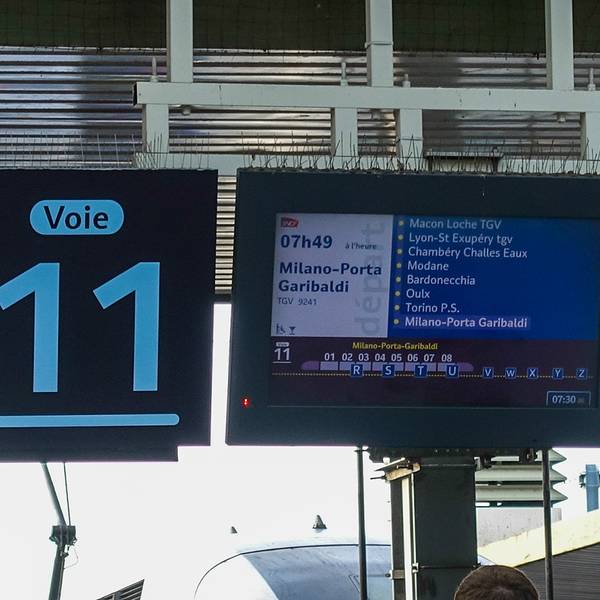 Voie
11
SNCF
07h49 à l'heure
Milano-Porta
Garibaldi
TGV 9241
départ
Macon Loche TGV
Lyon-St Exupéry tgv
Chambéry Challes Eaux
Modane
Bardonecchia
Oulx
Torino P.S.
Milano-Porta Garibaldi
Milano-Porta-Garibaldi
Voie
11
01 02 03 04 05 06 07 08
R S T U V W X Y Z
07:30